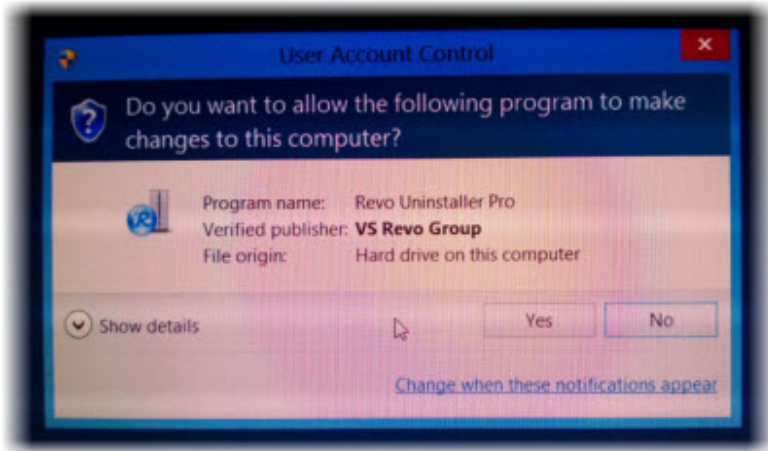 User Account Control
Do you want to allow the following program to make
changes to this computer?
Program name: Revo Uninstaller Pro
Verified publisher: VS Revo Group
File origin: Hard drive on this computer
Show details
Yes
No
Change when these notifications appear